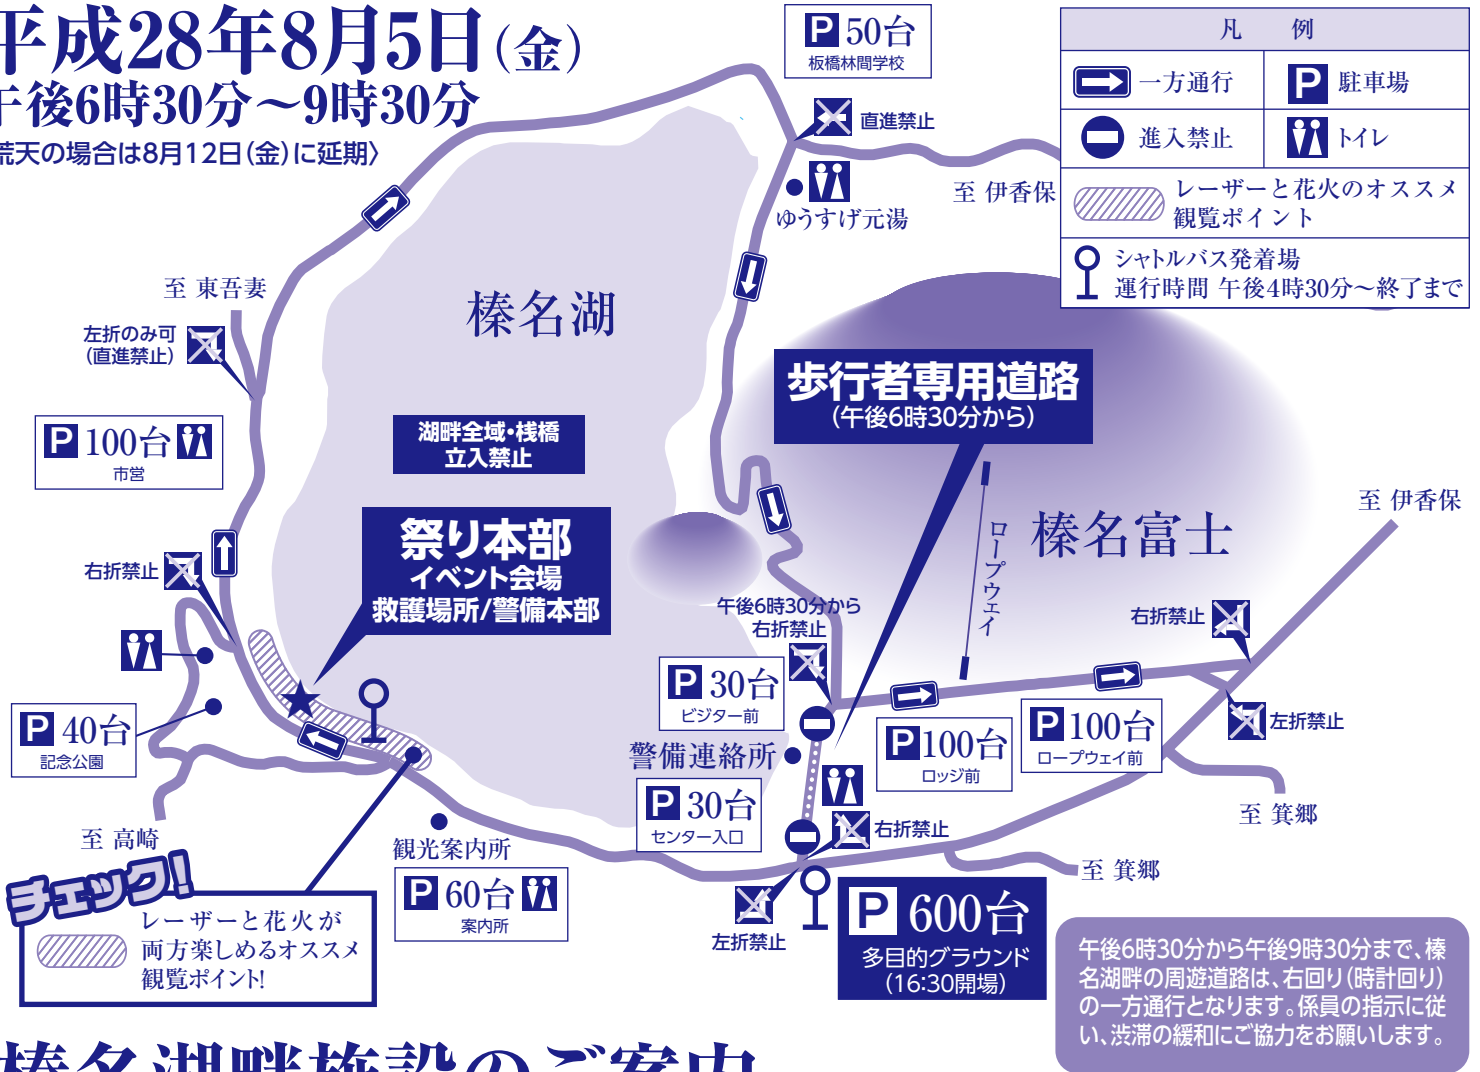 平成28年8月5日(金)
午後6時30分～9時30分
荒天の場合は8月12日(金)に延期〉
P 50台
板橋林間学校
直進禁止
ゆうすげ元湯
至 伊香保
凡 例
一方通行
P 駐車場
進入禁止
トイレ
レーザーと花火のオススメ
観覧ポイント
シャトルバス発着場
運行時間 午後4時30分～終了まで
至 東吾妻
左折のみ可
(直進禁止)
榛名湖
P 100台
市営
湖畔全域・桟橋
立入禁止
歩行者専用道路
(午後6時30分から)
祭り本部
イベント会場
救護場所/警備本部
右折禁止
ロープウェイ
榛名富士
至 伊香保
午後6時30分から
右折禁止
右折禁止
P 30台
ビジター前
P 40台
記念公園
警備連絡所
P 100台
ロッジ前
P 100台
ロープウェイ前
左折禁止
P 30台
センター入口
右折禁止
至 箕郷
至 高崎
観光案内所
P 60台
案内所
至 箕郷
左折禁止
P 600台
多目的グラウンド
(16:30開場)
チェック!
レーザーと花火が
両方楽しめるオススメ
観覧ポイント!
午後6時30分から午後9時30分まで、榛
名湖畔の周遊道路は、右回り(時計回り)
の一方通行となります。係員の指示に従
い、渋滞の緩和にご協力をお願いします。
榛名湖畔施設のご案内